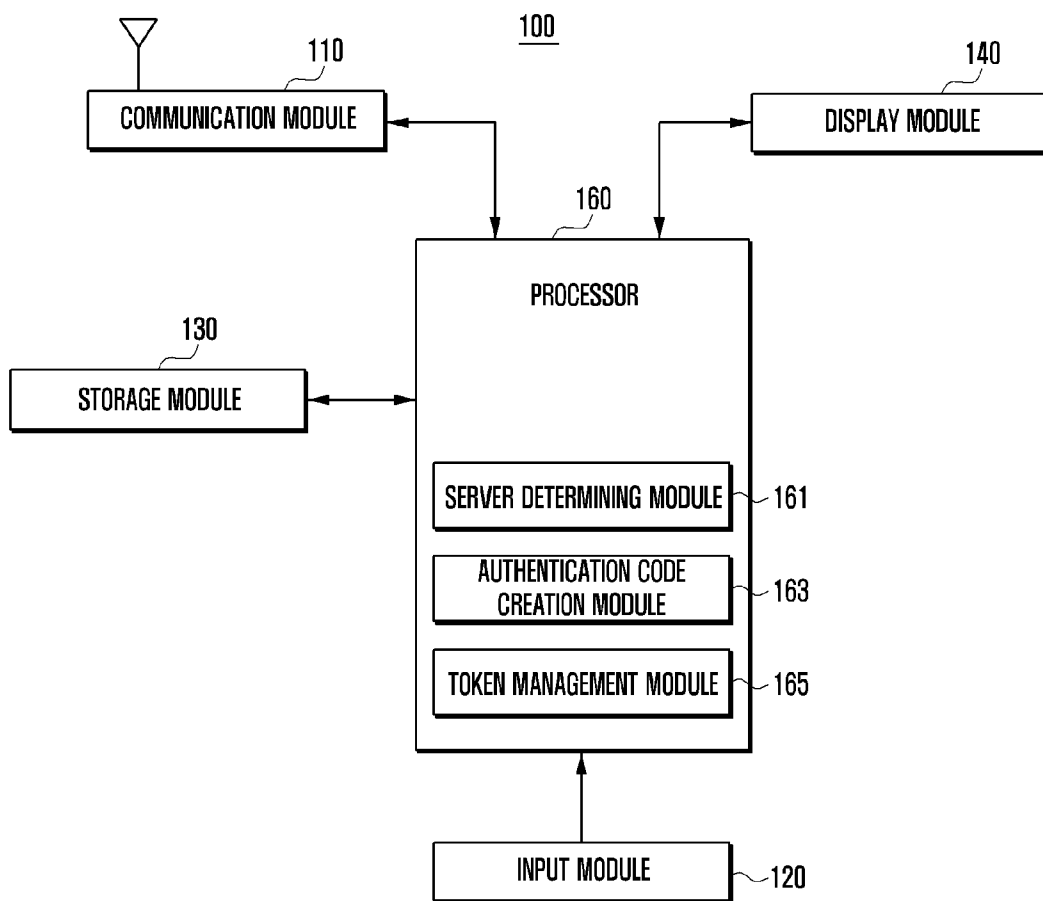 100
110
COMMUNICATION MODULE
140
DISPLAY MODULE
160
PROCESSOR
130
STORAGE MODULE
SERVER DETERMINING MODULE
161
AUTHENTICATION CODE
CREATION MODULE
163
TOKEN MANAGEMENT MODULE
165
INPUT MODULE
120